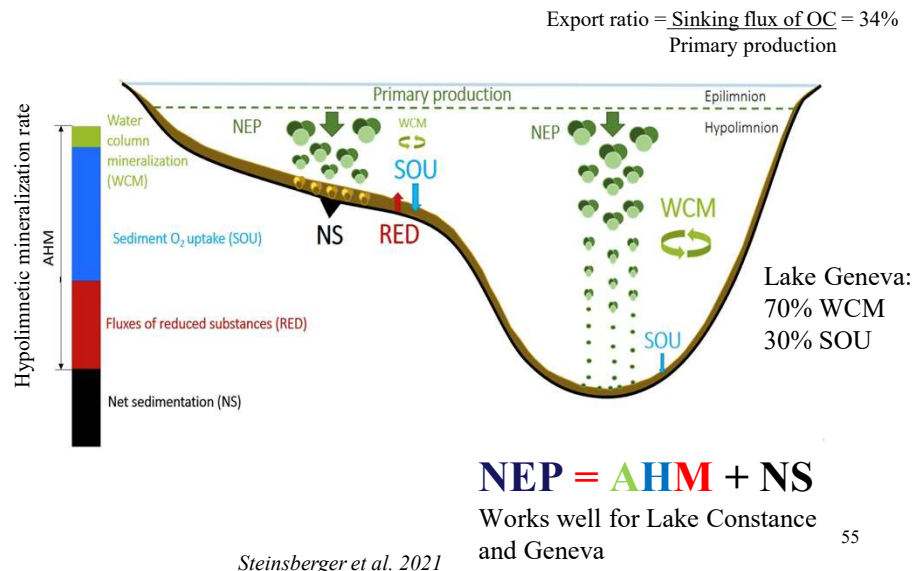 Export ratio = Sinking flux of OC = 34%
Primary production
Primary production
Epilimnion
Hypolimnion
NEP
WCM
NEP
Water
column
mineralization
(WCM)
SOU
WCM
Hypolimnetic mineralization rate
AHM
Sediment O₂ uptake (SOU)
NS
RED
Lake Geneva:
70% WCM
30% SOU
Fluxes of reduced substances (RED)
SOU
Net sedimentation (NS)
NEP = AHM + NS
Works well for Lake Constance
and Geneva
55
Steinsberger et al. 2021